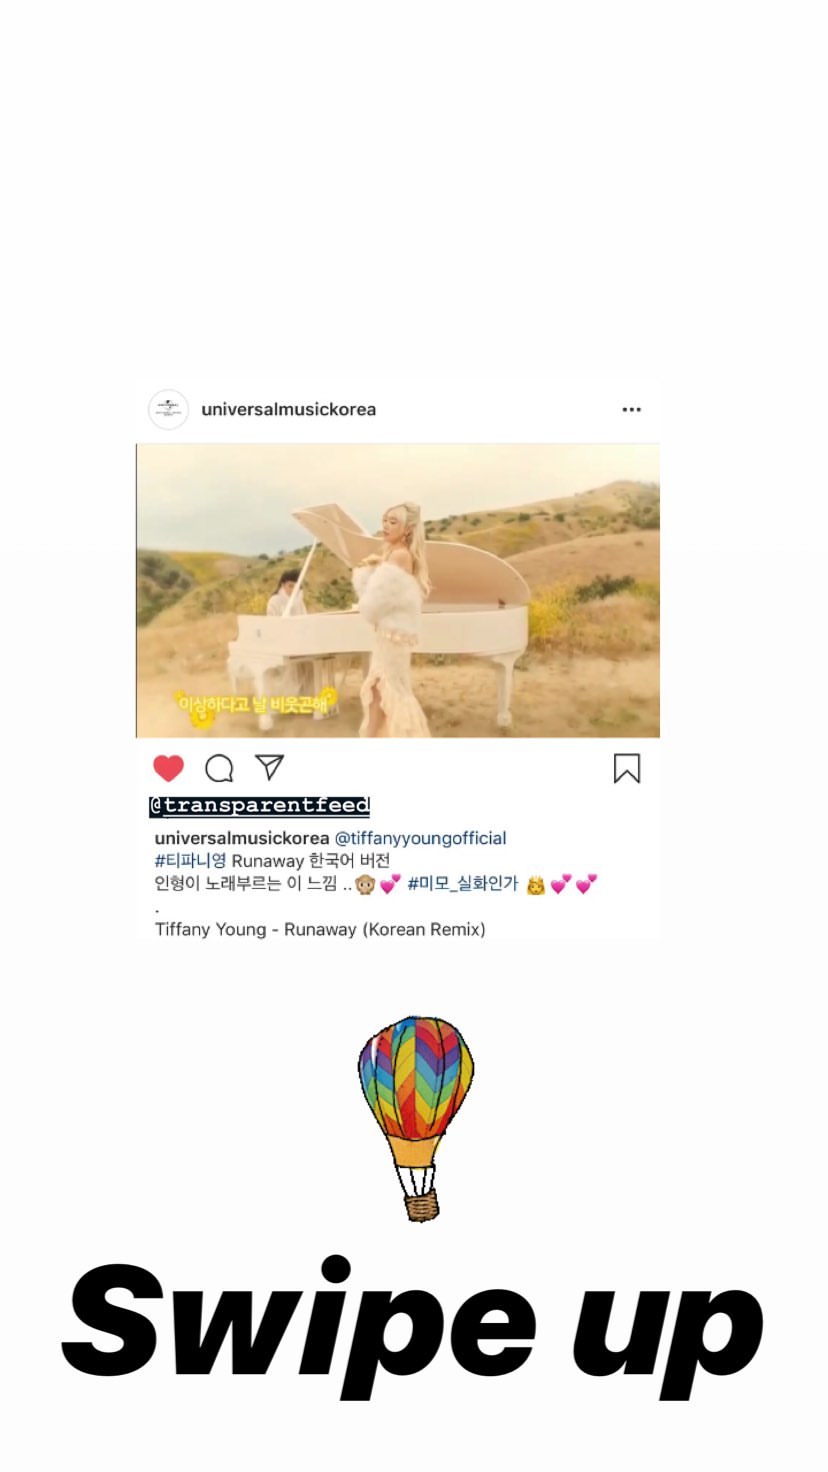 universalmusickorea
이상하다고 날 비웃곤해
@transparentfeed
universalmusickorea @tiffanyyoungofficial
#티파니영 Runaway 한국어 버전
인형이 노래부르는 이 느낌 ..🙊💕 #미모_실화인가 👸💕💕
.
Tiffany Young - Runaway (Korean Remix)
Swipe up